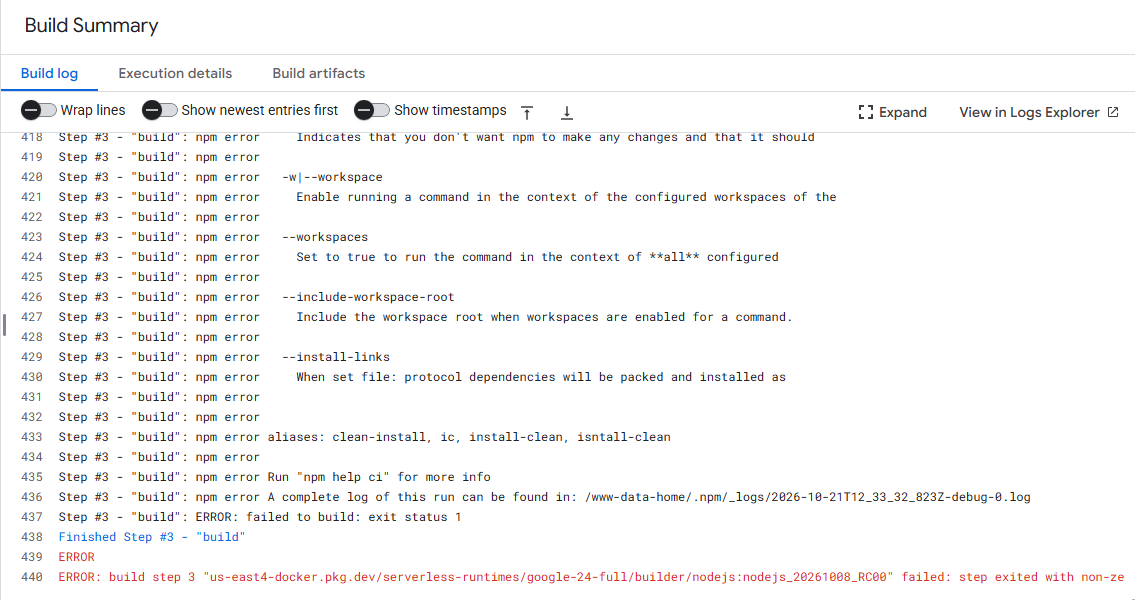 Build Summary
Build log Execution details Build artifacts
Wrap lines Show newest entries first Show timestamps Expand View in Logs Explorer
418 Step #3 - "build": npm error     Indicates that you don't want npm to make any changes and that it should
419 Step #3 - "build": npm error
420 Step #3 - "build": npm error   -w|--workspace
421 Step #3 - "build": npm error     Enable running a command in the context of the configured workspaces of the
422 Step #3 - "build": npm error
423 Step #3 - "build": npm error   --workspaces
424 Step #3 - "build": npm error     Set to true to run the command in the context of **all** configured
425 Step #3 - "build": npm error
426 Step #3 - "build": npm error   --include-workspace-root
427 Step #3 - "build": npm error     Include the workspace root when workspaces are enabled for a command.
428 Step #3 - "build": npm error
429 Step #3 - "build": npm error   --install-links
430 Step #3 - "build": npm error     When set file: protocol dependencies will be packed and installed as
431 Step #3 - "build": npm error
432 Step #3 - "build": npm error
433 Step #3 - "build": npm error aliases: clean-install, ic, install-clean, isntall-clean
434 Step #3 - "build": npm error
435 Step #3 - "build": npm error Run "npm help ci" for more info
436 Step #3 - "build": npm error A complete log of this run can be found in: /www-data-home/.npm/_logs/2026-10-21T12_33_32_823Z-debug-0.log
437 Step #3 - "build": ERROR: failed to build: exit status 1
438 Finished Step #3 - "build"
439 ERROR
440 ERROR: build step 3 "us-east4-docker.pkg.dev/serverless-runtimes/google-24-full/builder/nodejs:nodejs_20261008_RC00" failed: step exited with non-ze